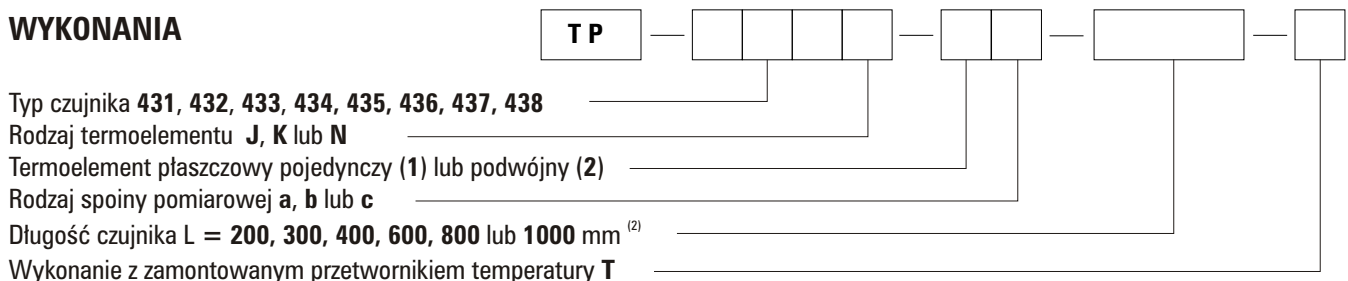 WYKONANIA
T P
Typ czujnika 431, 432, 433, 434, 435, 436, 437, 438
Rodzaj termoelementu J, K lub N
Termoelement płaszczowy pojedynczy (1) lub podwójny (2)
Rodzaj spoiny pomiarowej a, b lub c
Długość czujnika L = 200, 300, 400, 600, 800 lub 1000 mm (2)
Wykonanie z zamontowanym przetwornikiem temperatury T